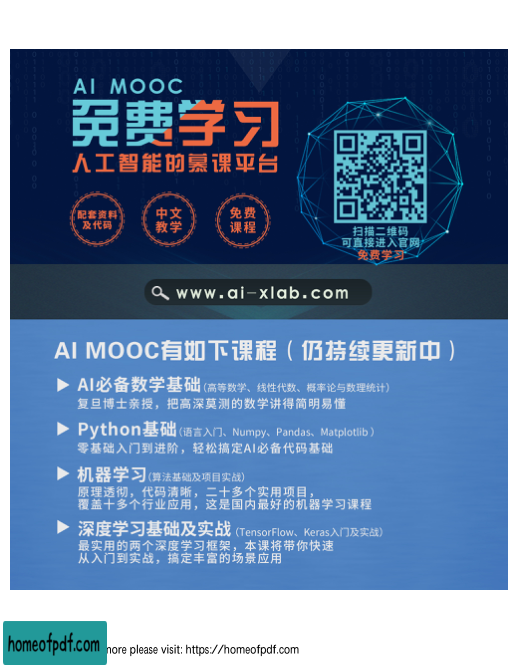 AI MOOC
免费学习
人工智能的慕课平台
配套资料
及代码
中文
教学
免费
课程
扫描二维码
可直接进入官网
免费学习
www.ai-xlab.com
AI MOOC有如下课程（仍持续更新中）
▶ AI必备数学基础(高等数学、线性代数、概率论与数理统计)
复旦博士亲授，把高深莫测的数学讲得简明易懂
▶ Python基础(语言入门、Numpy、Pandas、Matplotlib )
零基础入门到进阶，轻松搞定AI必备代码基础
▶ 机器学习(算法基础及项目实战)
原理透彻，代码清晰，二十多个实用项目，
覆盖十多个行业应用，这是国内最好的机器学习课程
▶ 深度学习基础及实战 (TensorFlow、Keras入门及实战)
最实用的两个深度学习框架，本课将带你快速
从入门到实战，搞定丰富的场景应用
homeofpdf.com
more please visit: https://homeofpdf.com